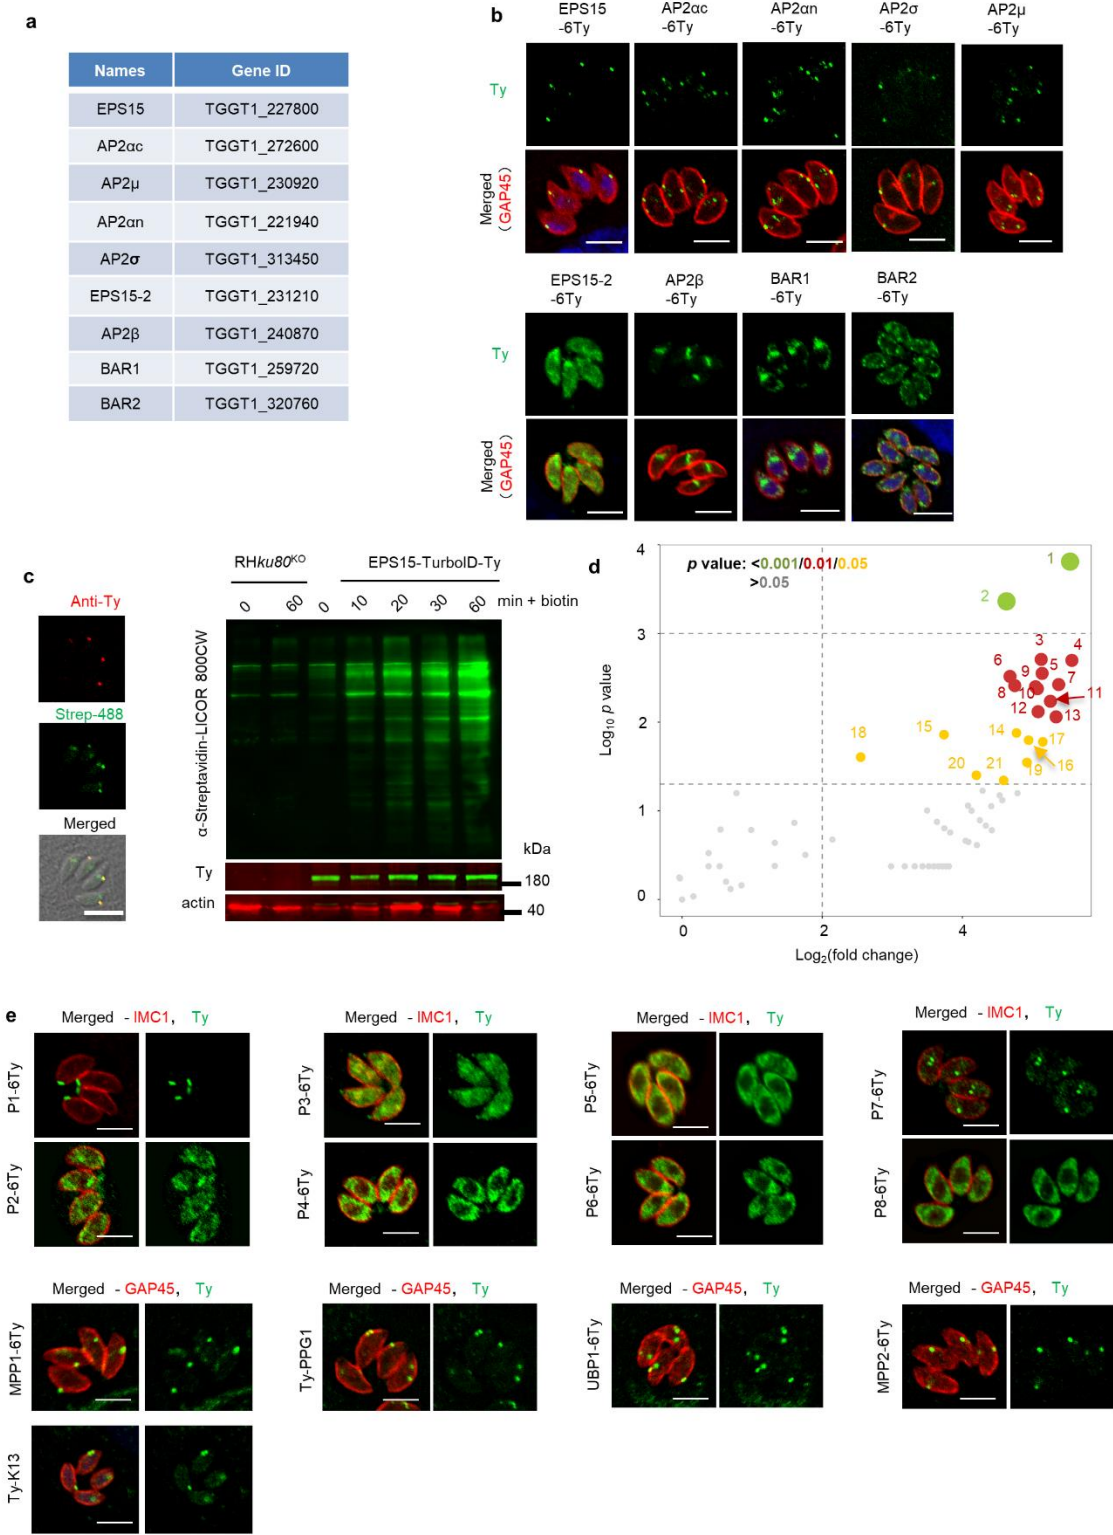 a
Names Gene ID
EPS15 TGGT1_227800
AP2αc TGGT1_272600
AP2μ TGGT1_230920
AP2αn TGGT1_221940
AP2σ TGGT1_313450
EPS15-2 TGGT1_231210
AP2β TGGT1_240870
BAR1 TGGT1_259720
BAR2 TGGT1_320760
b
EPS15 AP2αc AP2αn AP2σ AP2μ
-6Ty -6Ty -6Ty -6Ty -6Ty
Ty
Merged
(GAP45)
EPS15-2 AP2β BAR1 BAR2
-6Ty -6Ty -6Ty -6Ty
Ty
Merged
(GAP45)
c
Anti-Ty
Strep-488
Merged
RHku80KO EPS15-TurboID-Ty
0 60 0 10 20 30 60 min + biotin
α-Streptavidin-LICOR 800CW
kDa
Ty
180
actin
40
d
p value: <0.001/0.01/0.05
>0.05
4
3
2
1
0
Log10 p value
1
2
3 4
6 9 5 7
8 10 11
12 13
18 15 14 17
20 21 19 16
0 2 4
Log2(fold change)
e
Merged - IMC1, Ty
Merged - IMC1, Ty
Merged - IMC1, Ty
Merged - IMC1, Ty
P1-6Ty
P3-6Ty
P5-6Ty
P7-6Ty
P2-6Ty
P4-6Ty
P6-6Ty
P8-6Ty
Merged - GAP45, Ty
Merged - GAP45, Ty
Merged - GAP45, Ty
Merged - GAP45, Ty
MPP1-6Ty
Ty-PPG1
UBP1-6Ty
MPP2-6Ty
Ty-K13